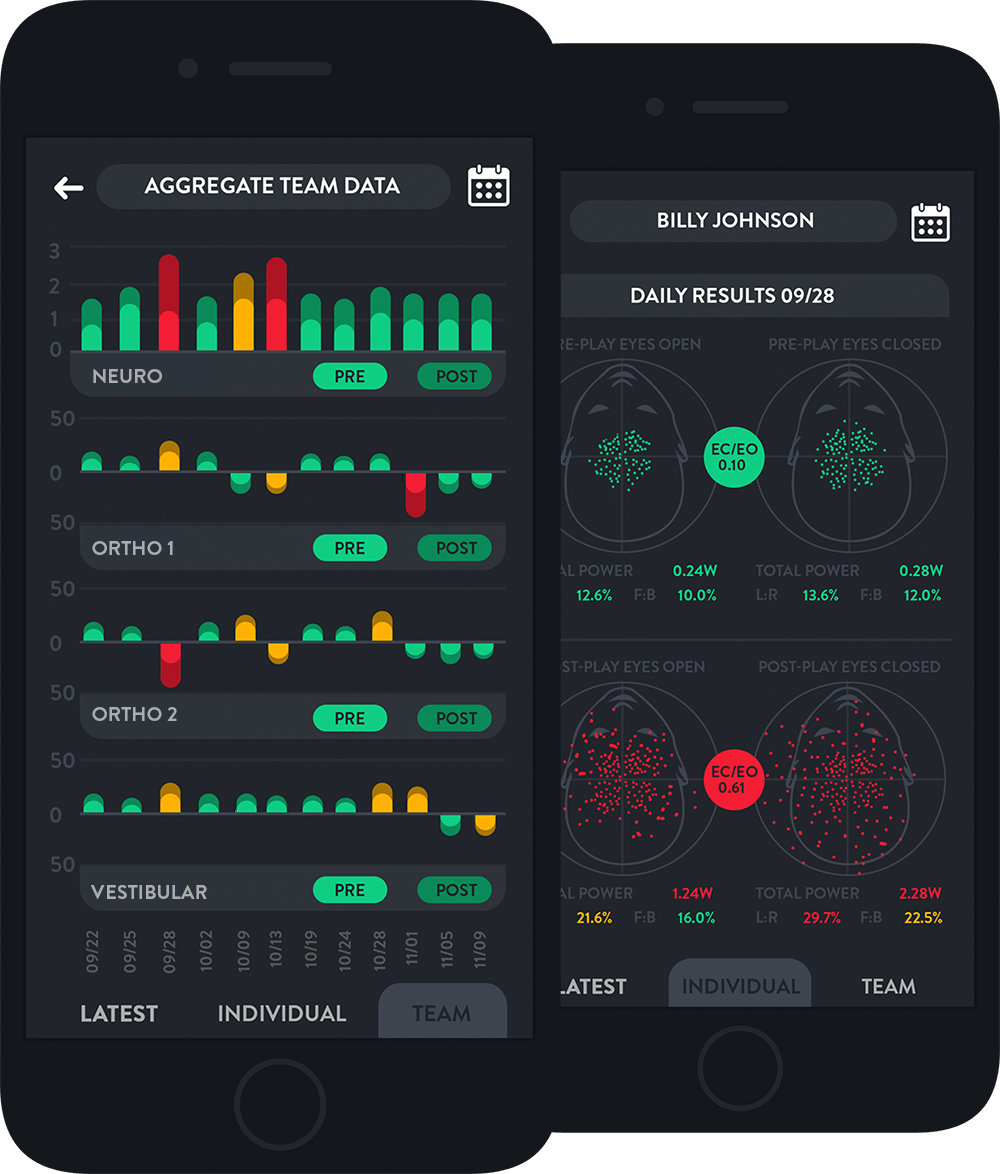 AGGREGATE TEAM DATA
3
2
1
0
NEURO PRE POST
50
0
50
ORTHO 1 PRE POST
50
0
50
ORTHO 2 PRE POST
50
0
50
VESTIBULAR PRE POST
09/22 09/25 09/28 10/02 10/09 10/13 10/19 10/24 10/28 11/01 11/05 11/09
LATEST INDIVIDUAL TEAM
BILLY JOHNSON
DAILY RESULTS 09/28
RE-PLAY EYES OPEN PRE-PLAY EYES CLOSED
EC/EO
0.10
AL POWER 0.24W TOTAL POWER 0.28W
12.6% F:B 10.0% L:R 13.6% F:B 12.0%
ST-PLAY EYES OPEN POST-PLAY EYES CLOSED
EC/EO
0.61
AL POWER 1.24W TOTAL POWER 2.28W
21.6% F:B 16.0% L:R 29.7% F:B 22.5%
LATEST INDIVIDUAL TEAM